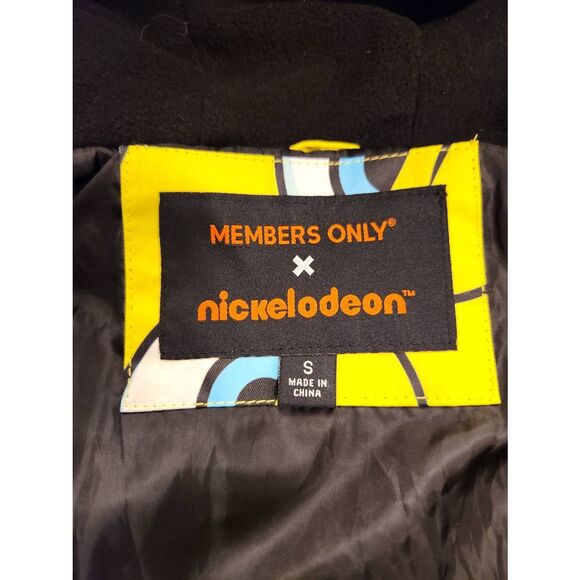 MEMBERS ONLY®
×
nickelodeon™
S
MADE IN
CHINA